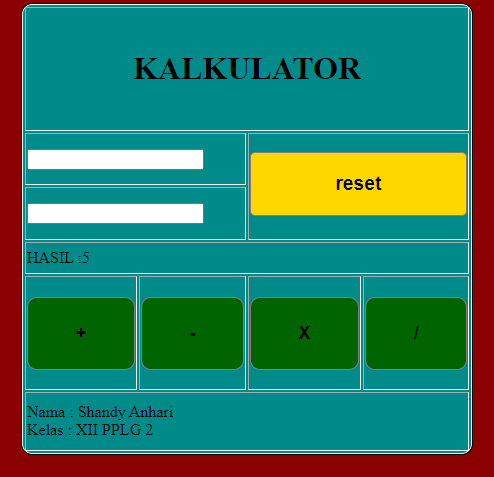 KALKULATOR
reset
HASIL :5
+ - X /
Nama : Shandy Anhari
Kelas : XII PPLG 2